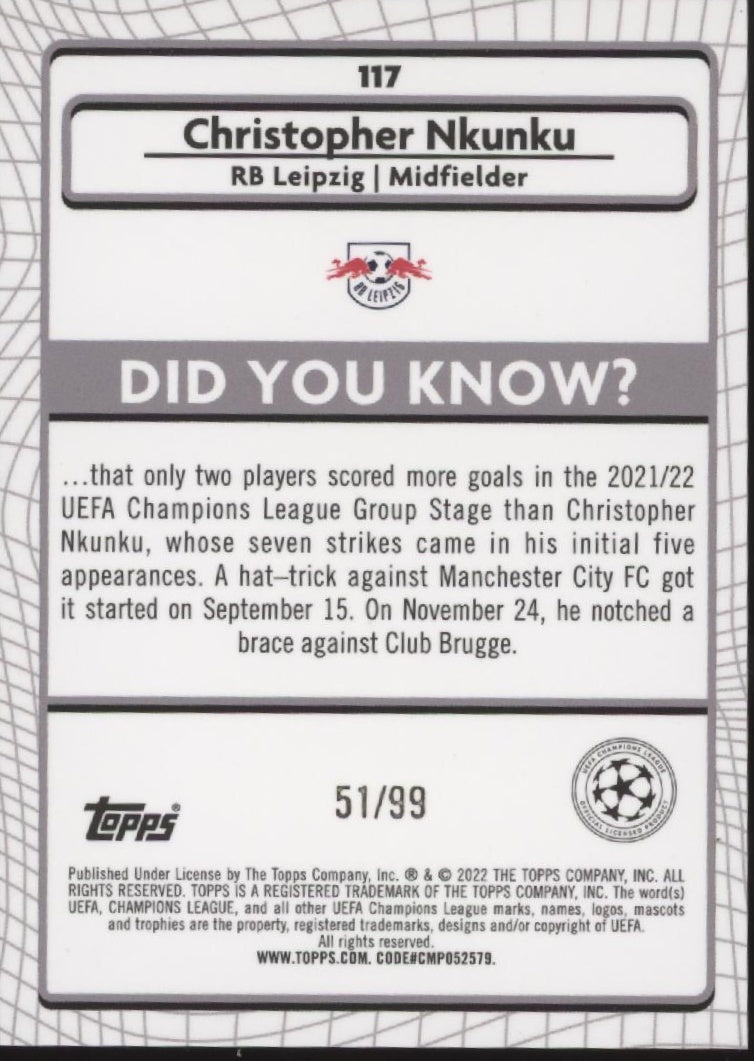 117
Christopher Nkunku
RB Leipzig | Midfielder
RB LEIPZIG
DID YOU KNOW?
...that only two players scored more goals in the 2021/22
UEFA Champions League Group Stage than Christopher
Nkunku, whose seven strikes came in his initial five
appearances. A hat–trick against Manchester City FC got
it started on September 15. On November 24, he notched a
brace against Club Brugge.
51/99
UEFA CHAMPIONS LEAGUE
OFFICIAL LICENSED PRODUCT
Topps®
Published Under License by The Topps Company, Inc. ® & © 2022 THE TOPPS COMPANY, INC. ALL
RIGHTS RESERVED. TOPPS IS A REGISTERED TRADEMARK OF THE TOPPS COMPANY, INC. The word(s)
UEFA, CHAMPIONS LEAGUE, and all other UEFA Champions League marks, names, logos, mascots
and trophies are the property, registered trademarks, designs and/or copyright of UEFA.
All rights reserved.
WWW.TOPPS.COM. CODE#CMP052579.